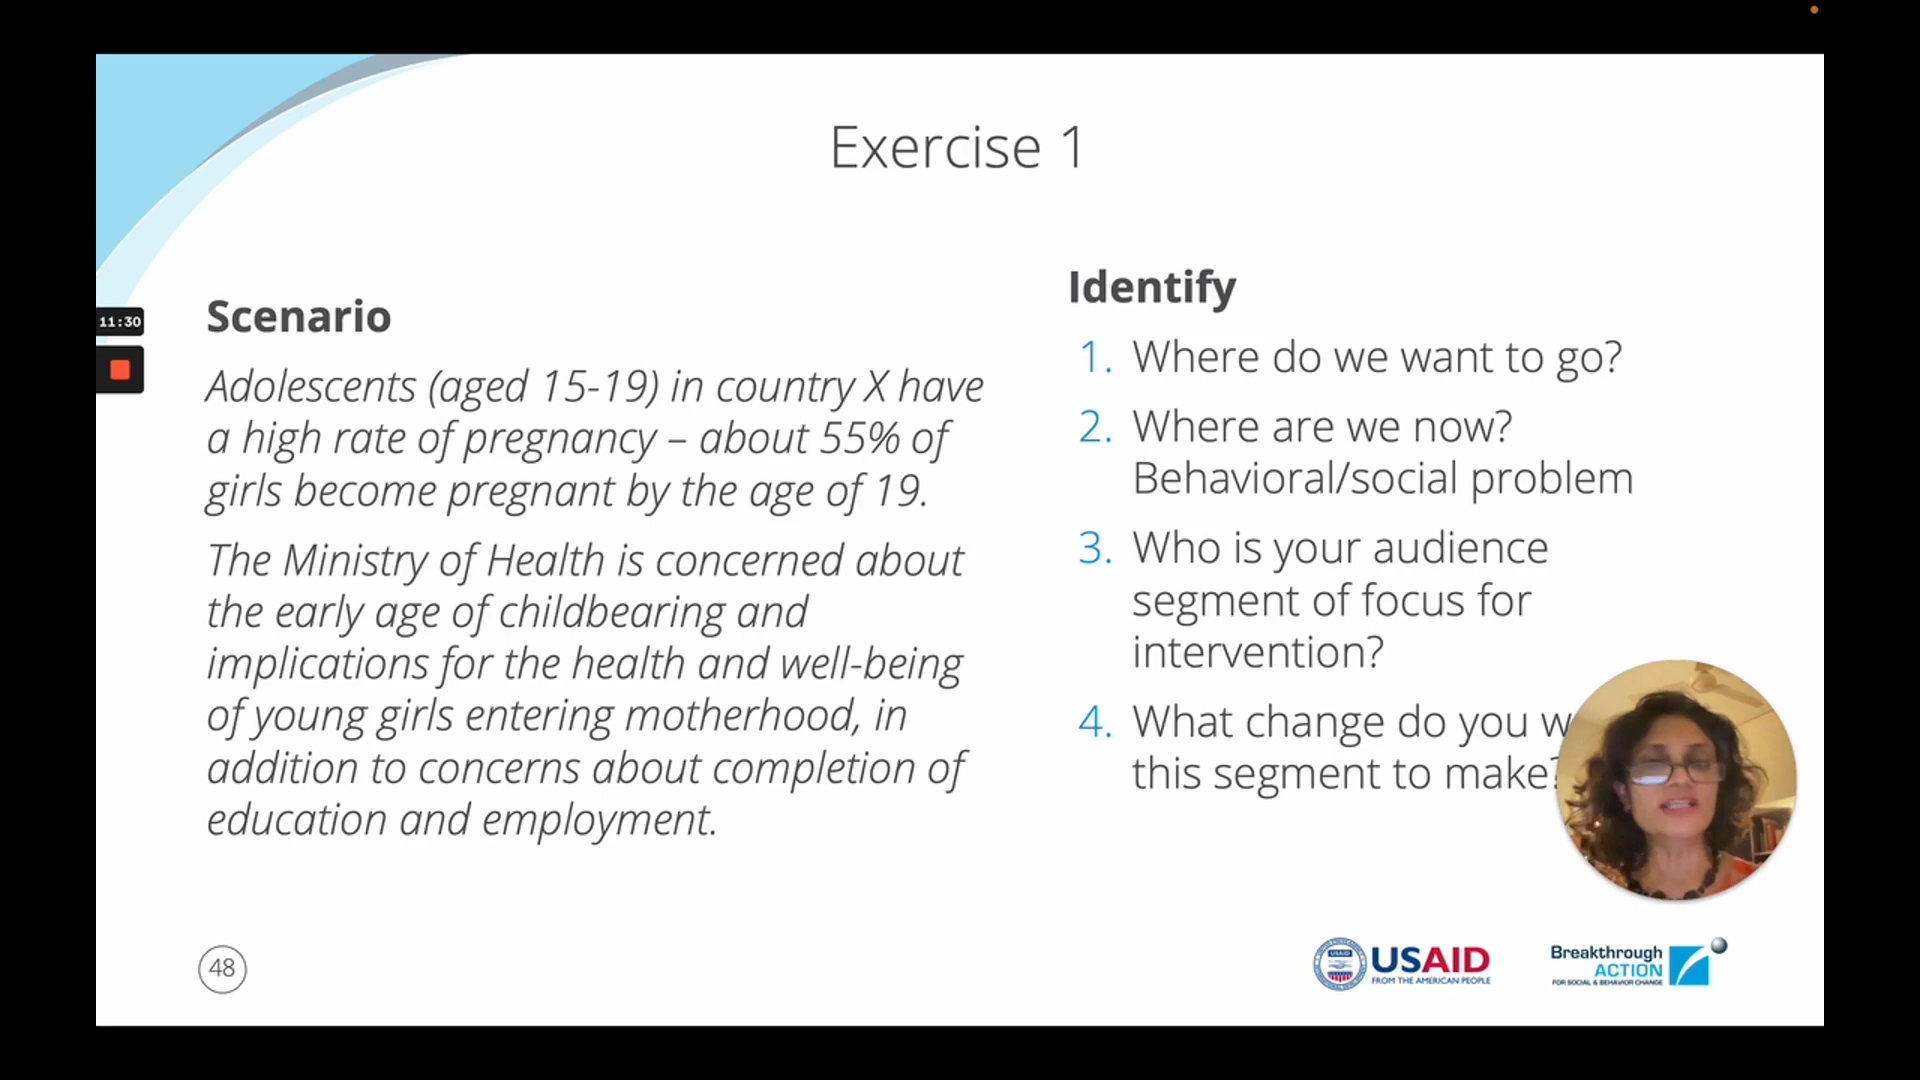 Exercise 1
11:30
Scenario
Adolescents (aged 15-19) in country X have
a high rate of pregnancy – about 55% of
girls become pregnant by the age of 19.
The Ministry of Health is concerned about
the early age of childbearing and
implications for the health and well-being
of young girls entering motherhood, in
addition to concerns about completion of
education and employment.
Identify
1. Where do we want to go?
2. Where are we now?
Behavioral/social problem
3. Who is your audience
segment of focus for
intervention?
4. What change do you w
this segment to make?
48
USAID
USAID
FROM THE AMERICAN PEOPLE
Breakthrough
ACTION
FOR SOCIAL & BEHAVIOR CHANGE